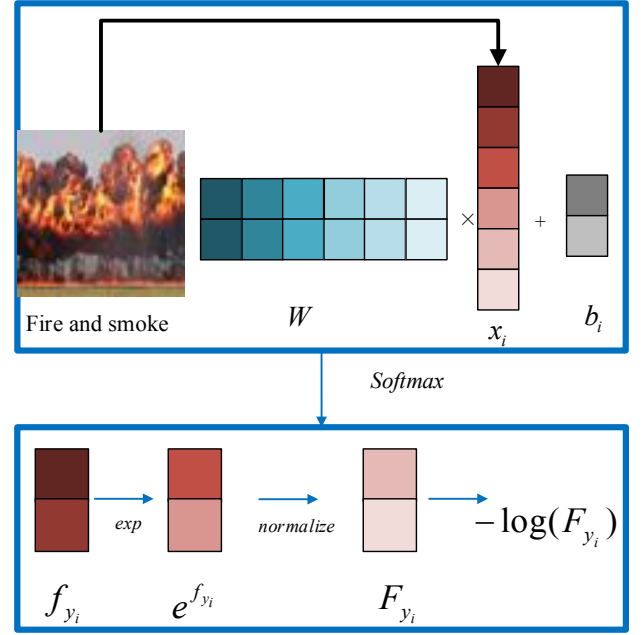 ×
+
Fire and smoke
W
x_i
b_i
Softmax
exp
normalize
-log(F_{y_i})
f_{y_i}
e^{f_{y_i}}
F_{y_i}